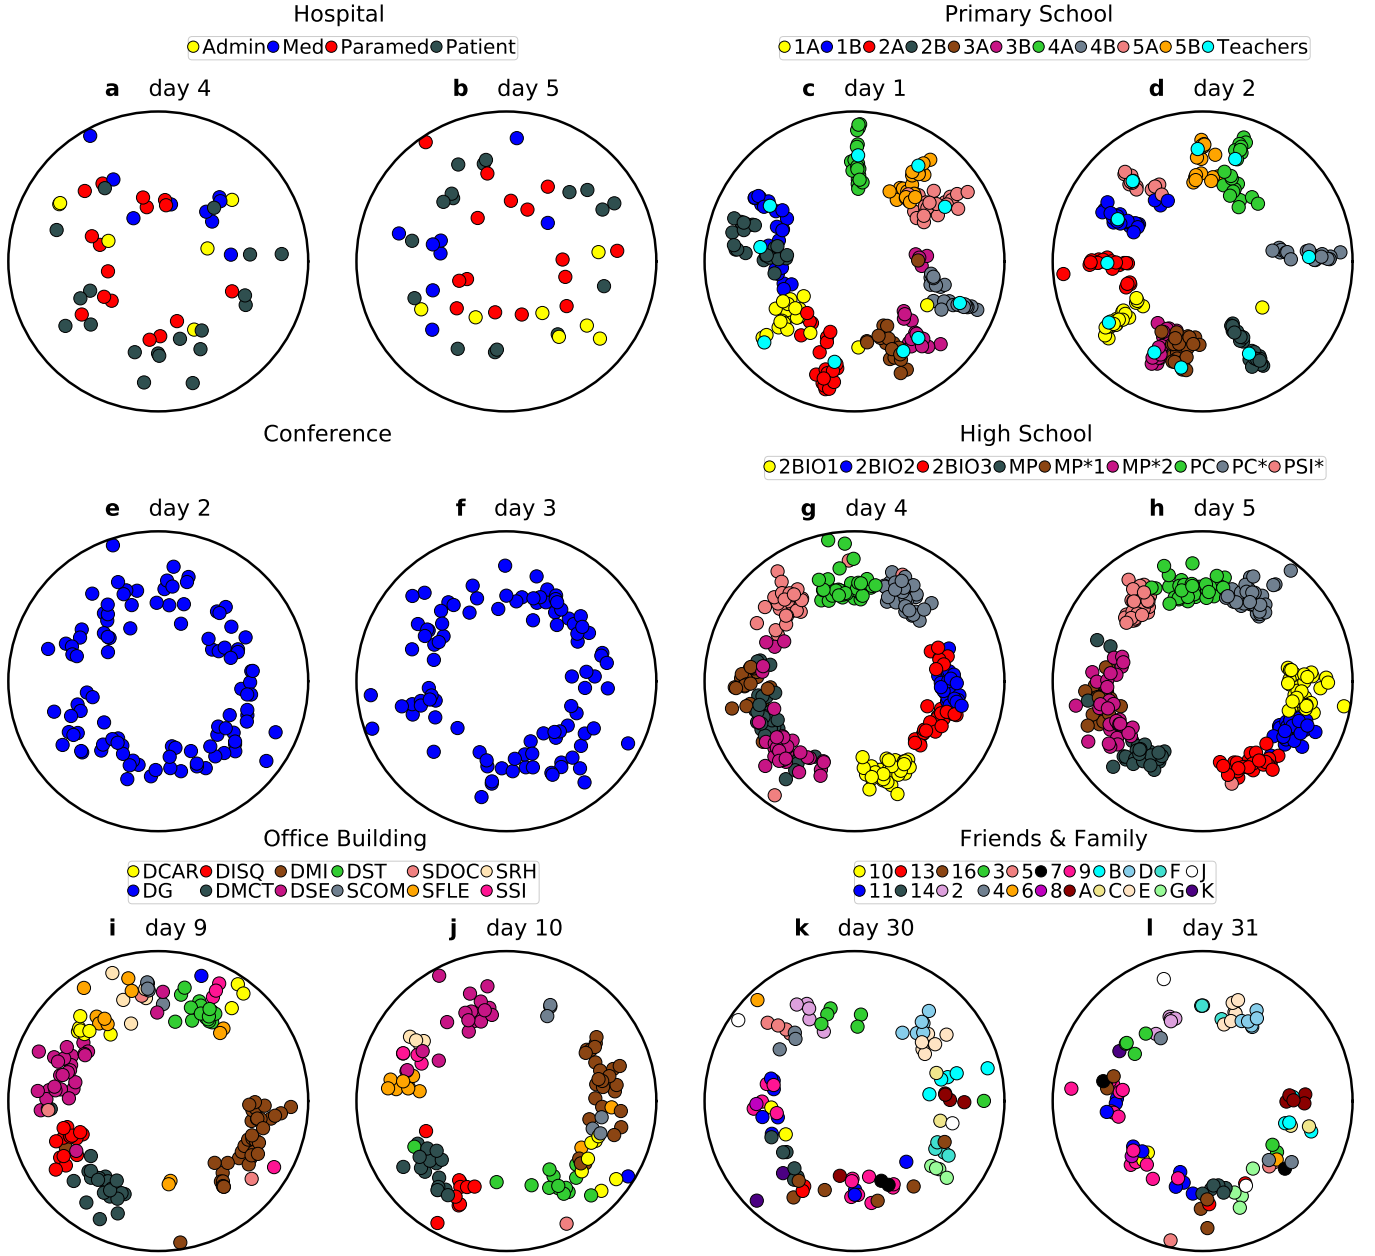 Hospital
Admin Med Paramed Patient
a day 4
b day 5
Primary School
1A 1B 2A 2B 3A 3B 4A 4B 5A 5B Teachers
c day 1
d day 2
Conference
e day 2
f day 3
High School
2BIO1 2BIO2 2BIO3 MP MP*1 MP*2 PC PC* PSI*
g day 4
h day 5
Office Building
DCAR DISQ DMI DST SDOC SRH
DG DMCT DSE SCOM SFLE SSI
i day 9
j day 10
Friends & Family
10 13 16 3 5 7 9 B D F J
11 14 2 4 6 8 A C E G K
k day 30
l day 31